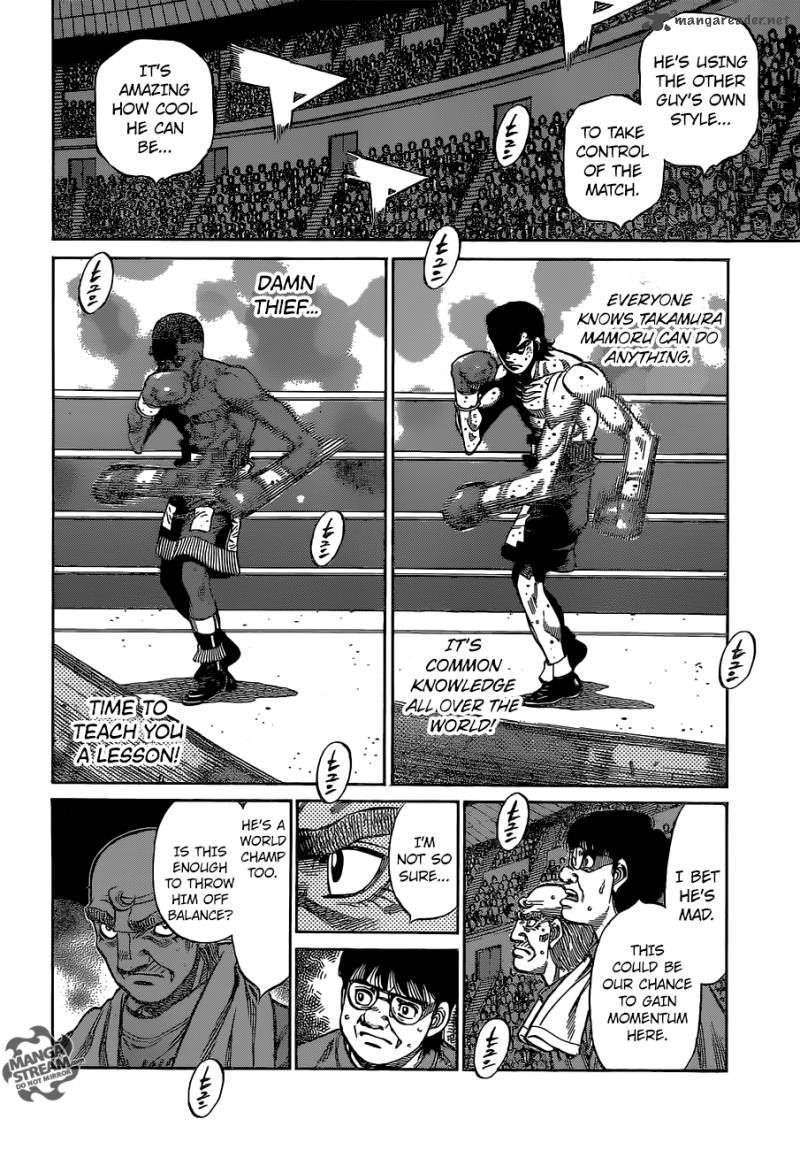 mangareader.net
HE'S USING
THE OTHER
GUY'S OWN
STYLE...
TO TAKE
CONTROL
OF THE
MATCH.
IT'S
AMAZING
HOW COOL
HE CAN
BE...
EVERYONE
KNOWS TAKAMURA
MAMORU CAN DO
ANYTHING.
IT'S
COMMON
KNOWLEDGE
ALL OVER THE
WORLD!
DAMN
THIEF...
TIME TO
TEACH YOU
A LESSON!
I BET
HE'S
MAD.
THIS
COULD BE
OUR CHANCE
TO GAIN
MOMENTUM
HERE.
I'M
NOT SO
SURE...
HE'S A
WORLD
CHAMP
TOO.
IS THIS
ENOUGH
TO THROW
HIM OFF
BALANCE?
MANGA
STREAM.COM
DO NOT MIRROR